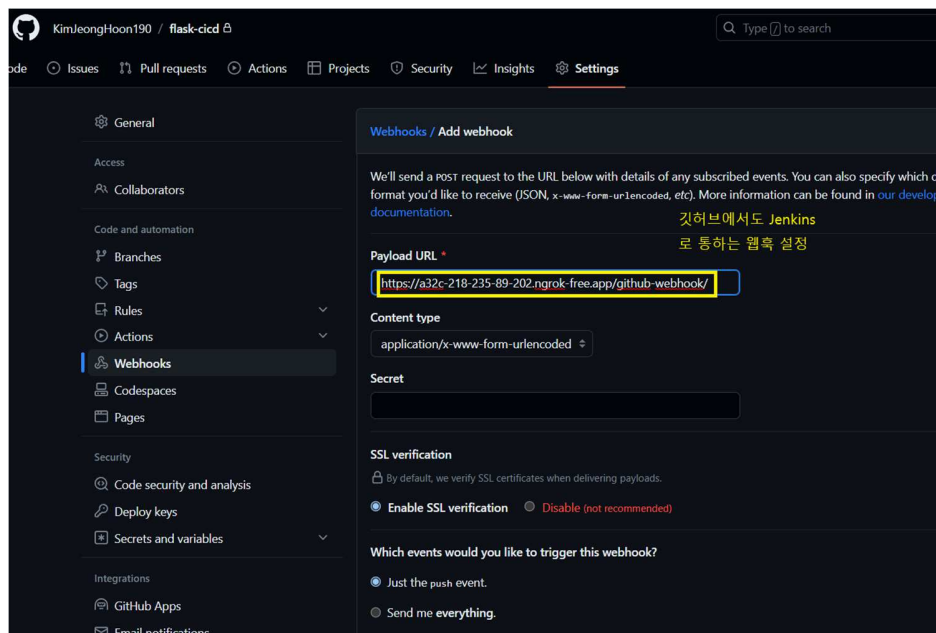 KimJeongHoon190 / flask-cicd
Type / to search
ode Issues Pull requests Actions Projects Security Insights Settings
General
Access
Collaborators
Code and automation
Branches
Tags
Rules
Actions
Webhooks
Codespaces
Pages
Security
Code security and analysis
Deploy keys
Secrets and variables
Integrations
GitHub Apps
Email notifications
Webhooks / Add webhook
We'll send a POST request to the URL below with details of any subscribed events. You can also specify which
format you'd like to receive (JSON, x-www-form-urlencoded, etc). More information can be found in our develop
documentation.
깃허브에서도 Jenkins
로 통하는 웹훅 설정
Payload URL *
https://a32c-218-235-89-202.ngrok-free.app/github-webhook/
Content type
application/x-www-form-urlencoded
Secret
SSL verification
By default, we verify SSL certificates when delivering payloads.
Enable SSL verification Disable (not recommended)
Which events would you like to trigger this webhook?
Just the push event.
Send me everything.